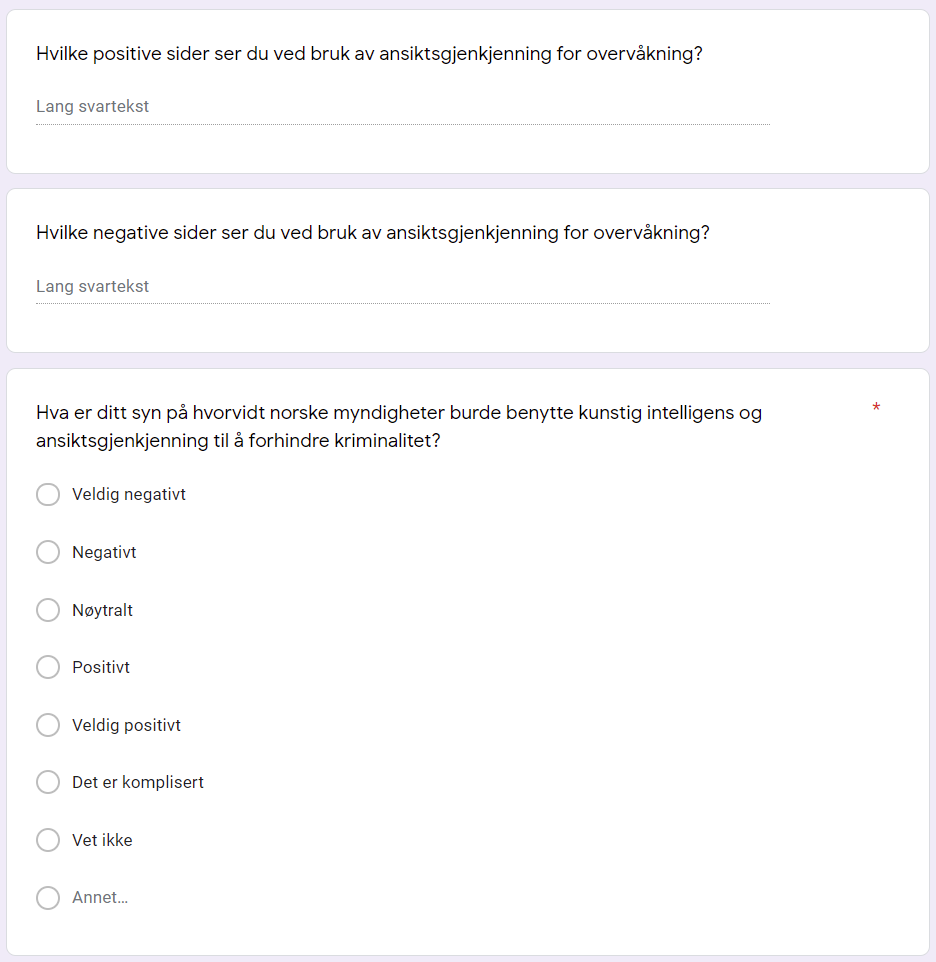 Hvilke positive sider ser du ved bruk av ansiktsgjenkjenning for overvåkning?
Lang svartekst
Hvilke negative sider ser du ved bruk av ansiktsgjenkjenning for overvåkning?
Lang svartekst
Hva er ditt syn på hvorvidt norske myndigheter burde benytte kunstig intelligens og *
ansiktsgjenkjenning til å forhindre kriminalitet?
Veldig negativt
Negativt
Nøytralt
Positivt
Veldig positivt
Det er komplisert
Vet ikke
Annet...